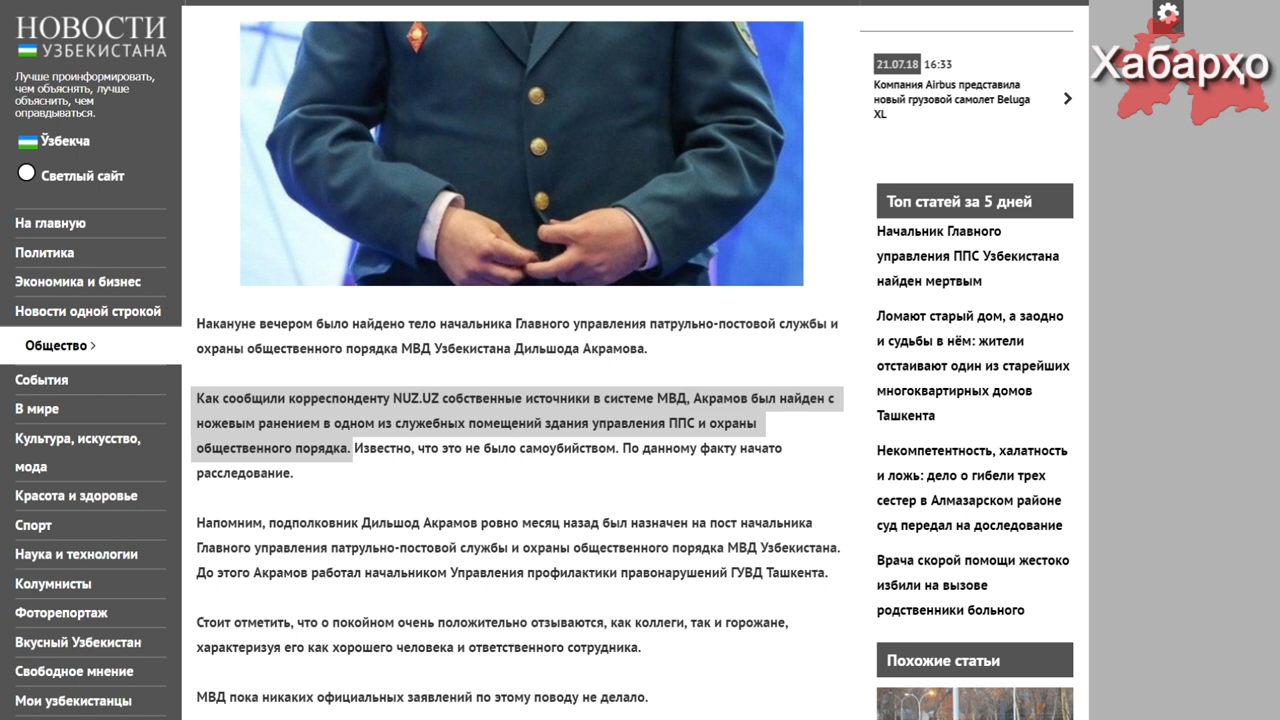 НОВОСТИ
УЗБЕКИСТАНА
Лучше проинформировать,
чем объяснять, лучше
объяснить, чем
оправдываться.
Ўзбекча
Светлый сайт
На главную
Политика
Экономика и бизнес
Новости одной строкой
Общество
События
В мире
Культура, искусство,
мода
Красота и здоровье
Спорт
Наука и технологии
Колумнисты
Фоторепортаж
Вкусный Узбекистан
Свободное мнение
Мои узбекистанцы
Накануне вечером было найдено тело начальника Главного управления патрульно-постовой службы и
охраны общественного порядка МВД Узбекистана Дильшода Акрамова.
Как сообщили корреспонденту NUZ.UZ собственные источники в системе МВД, Акрамов был найден с
ножевым ранением в одном из служебных помещений здания управления ППС и охраны
общественного порядка. Известно, что это не было самоубийством. По данному факту начато
расследование.
Напомним, подполковник Дильшод Акрамов ровно месяц назад был назначен на пост начальника
Главного управления патрульно-постовой службы и охраны общественного порядка МВД Узбекистана.
До этого Акрамов работал начальником Управления профилактики правонарушений ГУВД Ташкента.
Стоит отметить, что о покойном очень положительно отзываются, как коллеги, так и горожане,
характеризуя его как хорошего человека и ответственного сотрудника.
МВД пока никаких официальных заявлений по этому поводу не делало.
21.07.18 16:33
Компания Airbus представила
новый грузовой самолет Beluga
XL
Топ статей за 5 дней
Начальник Главного
управления ППС Узбекистана
найден мертвым
Ломают старый дом, а заодно
и судьбы в нём: жители
отстаивают один из старейших
многоквартирных домов
Ташкента
Некомпетентность, халатность
и ложь: дело о гибели трех
сестер в Алмазарском районе
суд передал на доследование
Врача скорой помощи жестоко
избили на вызове
родственники больного
Похожие статьи
Хабарҳо